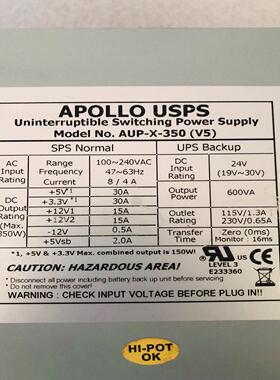 APOLLO USPS
Uninterruptible Switching Power Supply
Model No. AUP-X-350 (V5)
SPS Normal
UPS Backup
AC Input Rating
Range 100~240VAC
Frequency 47~63Hz
Current 8 / 4 A
DC Input Rating
24V
(19V~30V)
DC Output Rating (Max. 350W)
+5V*1 30A
+3.3V *1 30A
+12V1 15A
+12V2 15A
-12V 0.5A
+5Vsb 2.0A
Output Power 600VA
Outlet Rating 115V/1.3A 230V/0.65A
Transfer Time Zero (ms) Monitor : 16ms
*1, +5V & +3.3V Max. combined output is 150W!
CAUTION: HAZARDOUS AREA!
* Disconnect all power including battery back up unit before servicing
* Do not remove this cover!
WARNING : CHECK INPUT VOLTAGE BEFORE PLUG IN!!
c RU us
LEVEL 3
E233360
HI-POT
OK